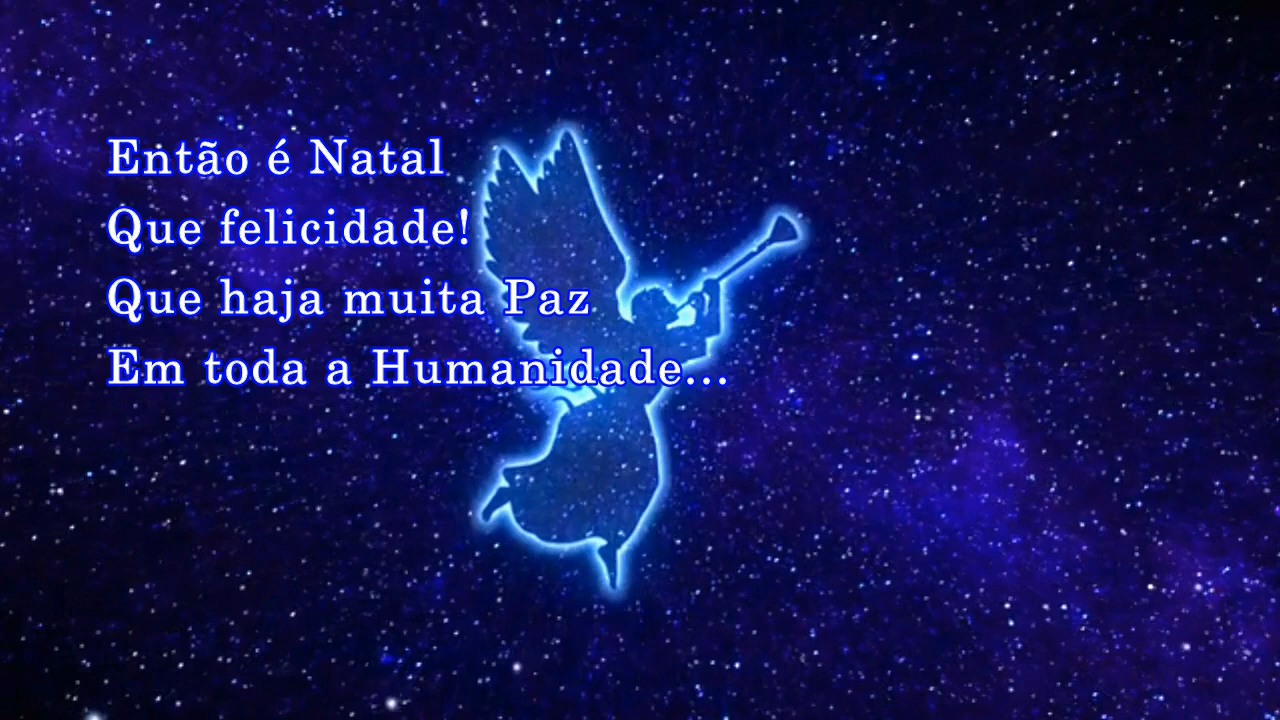 Então é Natal
Que felicidade!
Que haja muita Paz
Em toda a Humanidade...